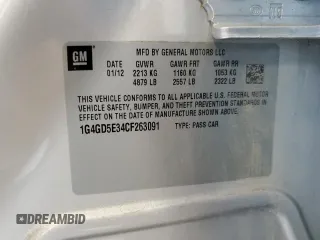 GM
MFD BY GENERAL MOTORS LLC
DATE GVWR GAWR FRT GAWR RR
01/12 2213 KG 1160 KG 1053 KG
4879 LB 2557 LB 2322 LB
THIS VEHICLE CONFORMS TO ALL APPLICABLE U.S. FEDERAL MOTOR
VEHICLE SAFETY, BUMPER, AND THEFT PREVENTION STANDARDS IN
EFFECT ON THE DATE OF MANUFACTURE SHOWN ABOVE.
1G4GD5E34CF263091 TYPE: PASS CAR
DREAMBID